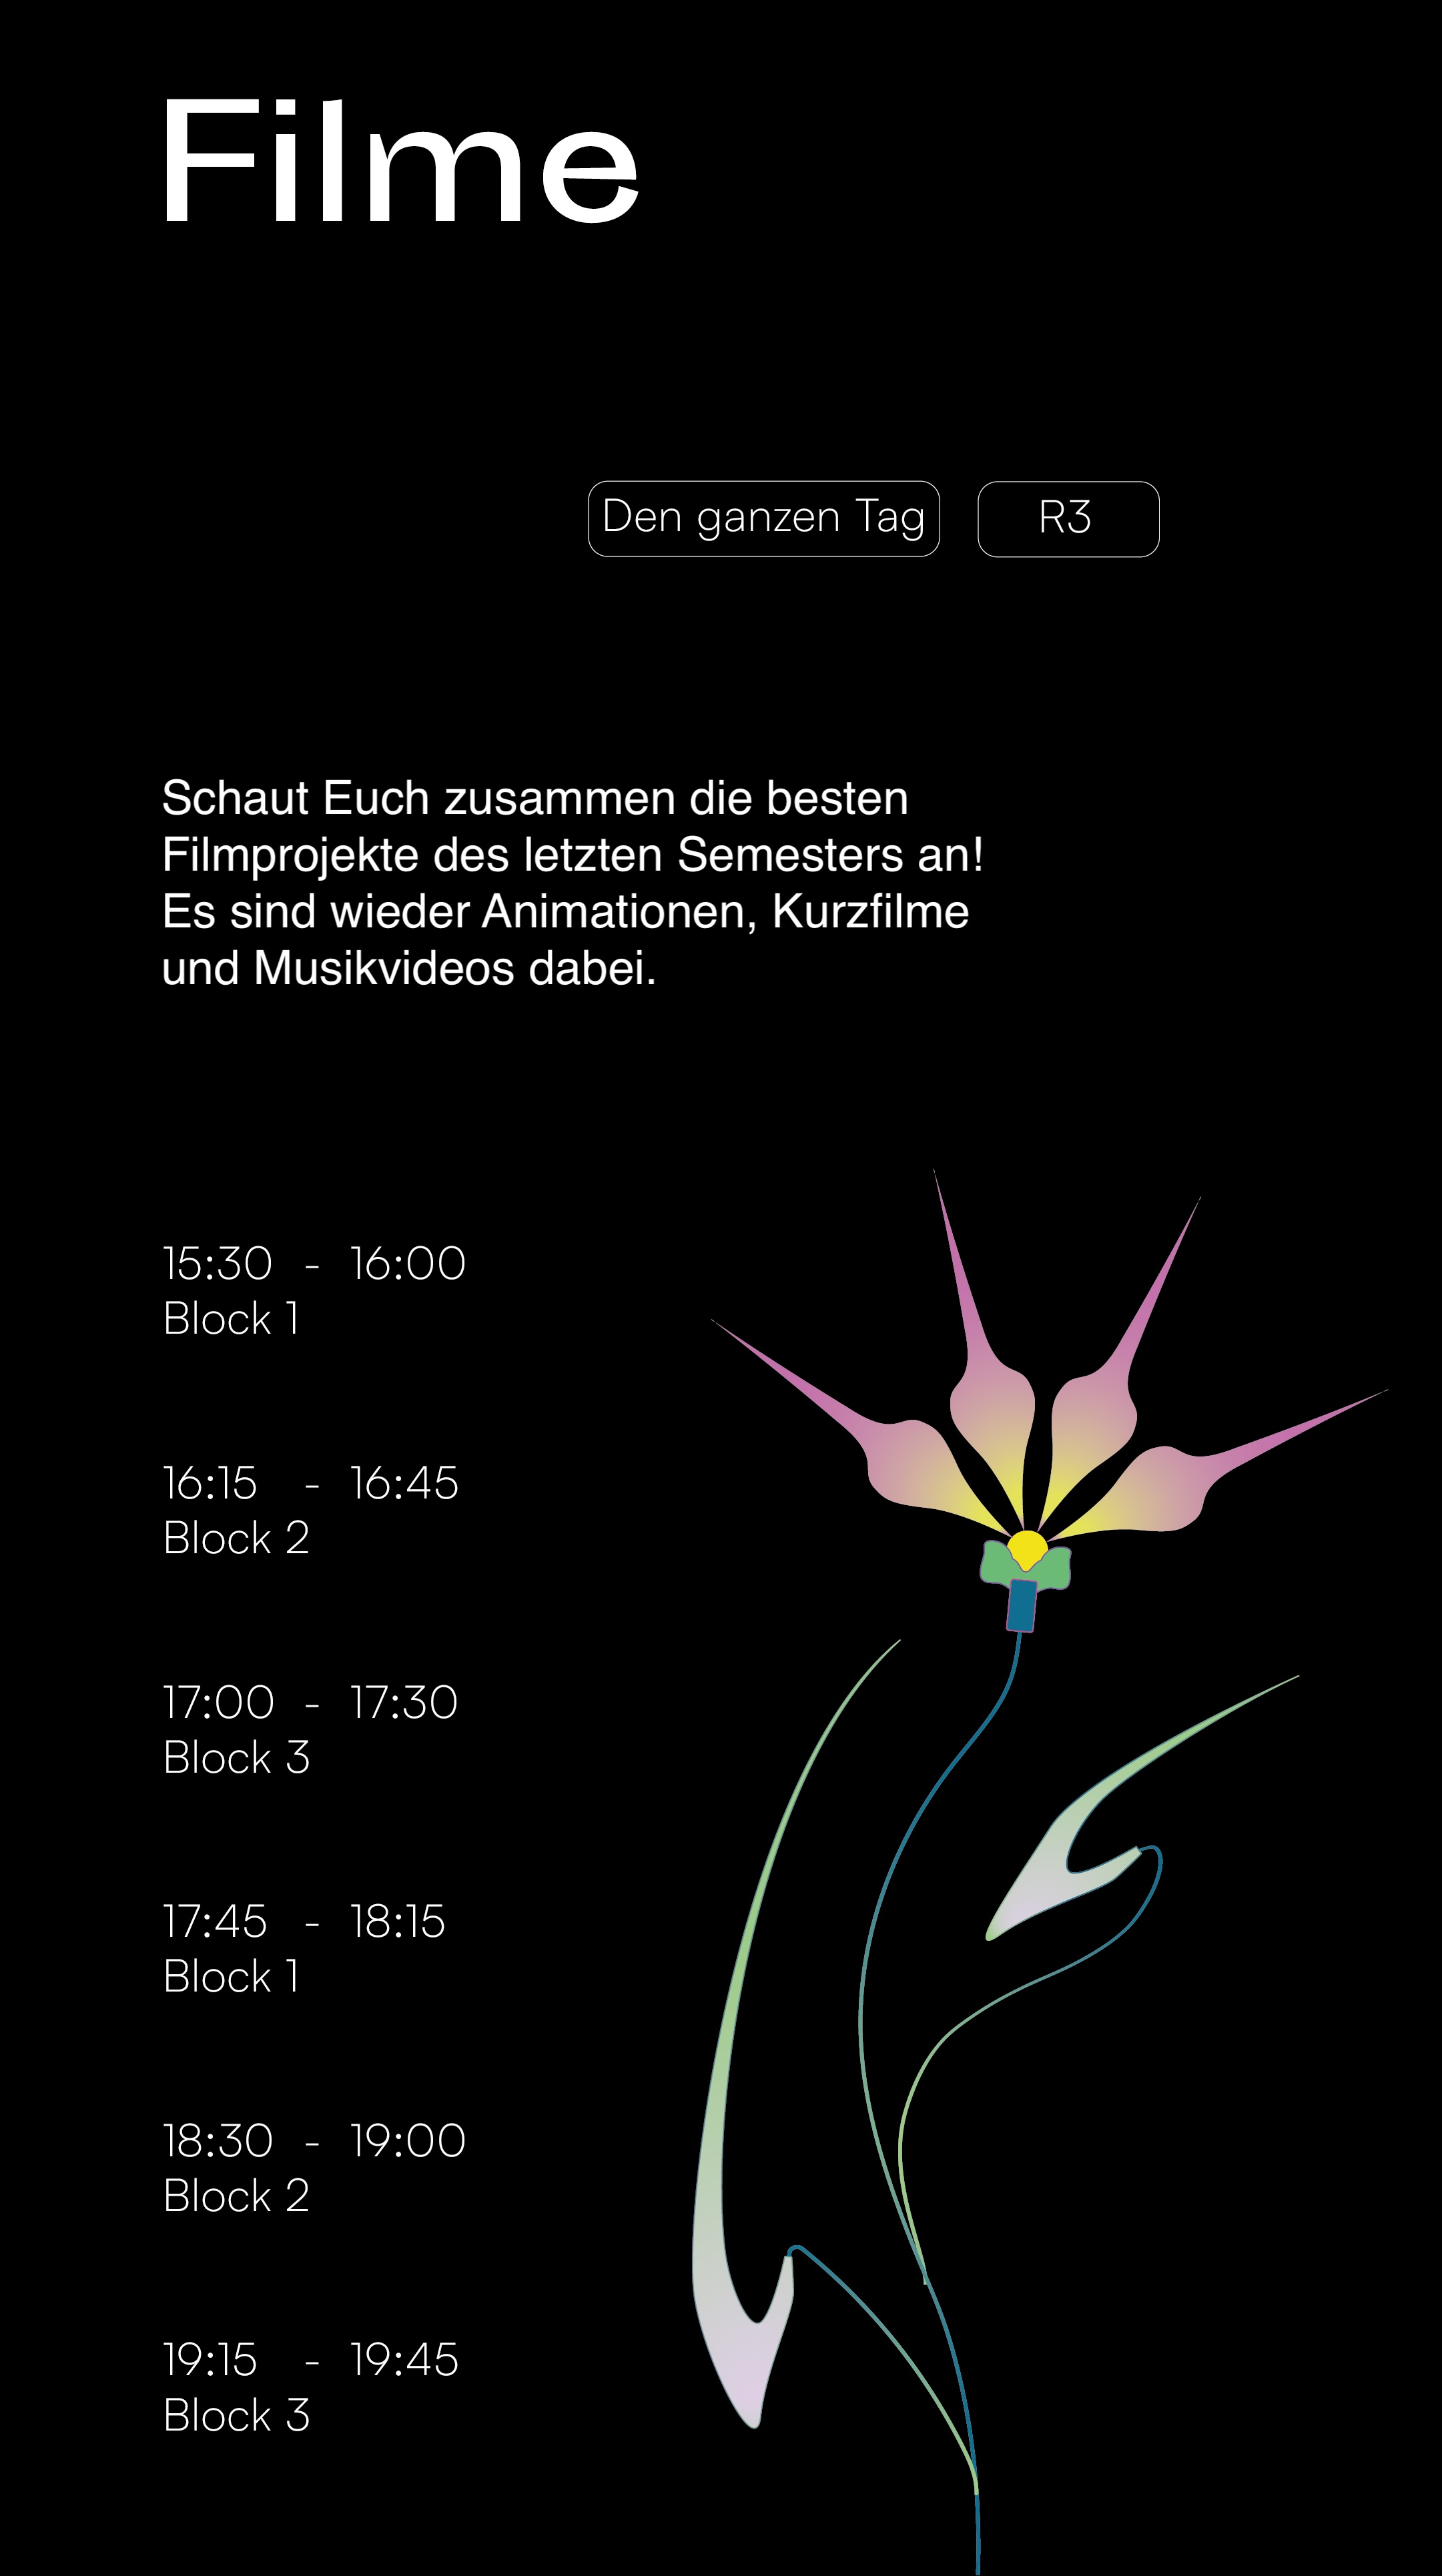 Filme
Den ganzen Tag R3
Schaut Euch zusammen die besten
Filmprojekte des letzten Semesters an!
Es sind wieder Animationen, Kurzfilme
und Musikvideos dabei.
15:30 - 16:00
Block 1
16:15 - 16:45
Block 2
17:00 - 17:30
Block 3
17:45 - 18:15
Block 1
18:30 - 19:00
Block 2
19:15 - 19:45
Block 3